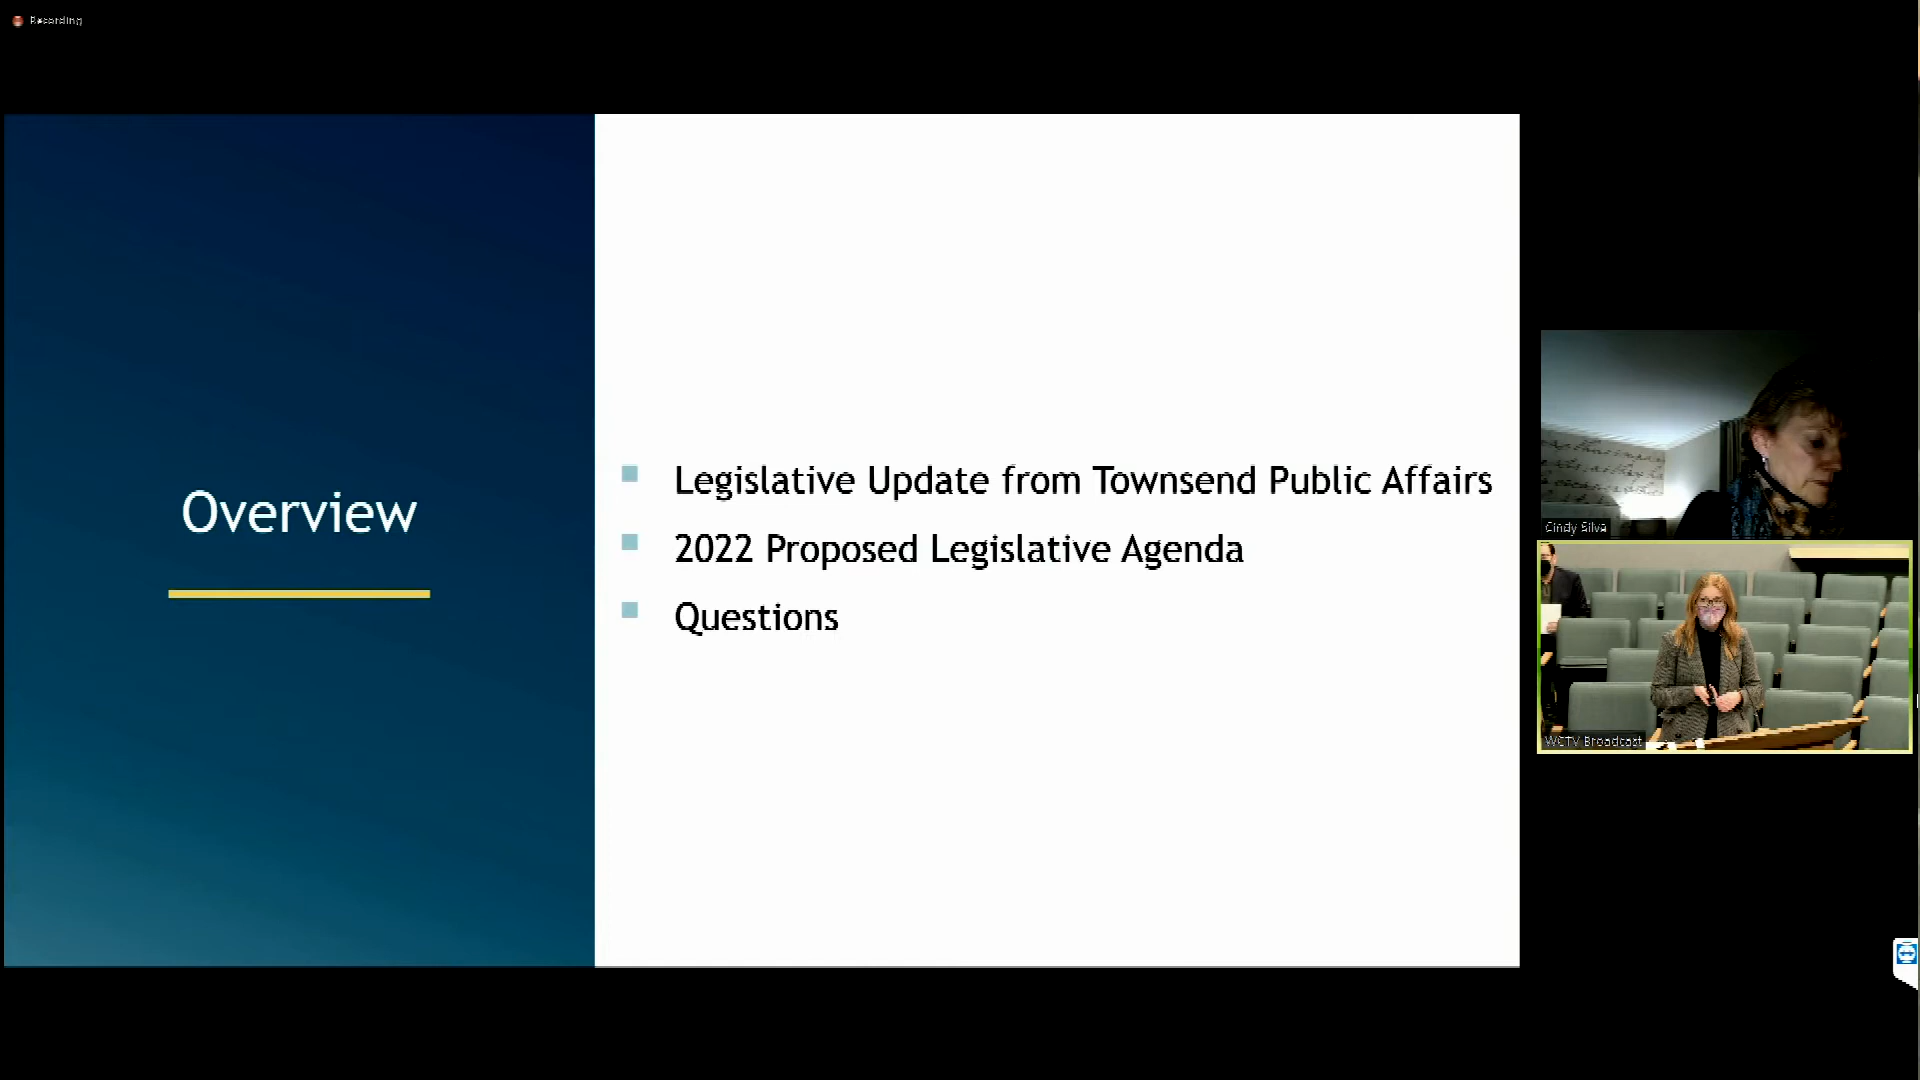 Recording
Overview
Legislative Update from Townsend Public Affairs
2022 Proposed Legislative Agenda
Questions
Cindy Silva
WCTV Broadcast